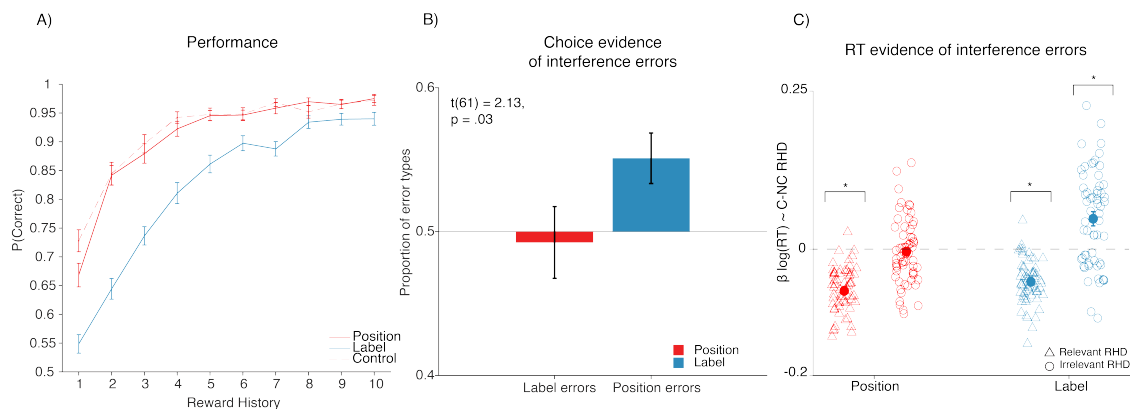 A)
Performance
P(Correct)
1
0.95
0.9
0.85
0.8
0.75
0.7
0.65
0.6
0.55
0.5
1 2 3 4 5 6 7 8 9 10
Reward History
Position
Label
Control
B)
Choice evidence
of interference errors
t(61) = 2.13,
p = .03
Proportion of error types
0.6
0.5
0.4
Label errors Position errors
Position
Label
C)
RT evidence of interference errors
β log(RT) ~ C-NC RHD
0.25
0
-0.2
*
*
*
Position Label
Relevant RHD
Irrelevant RHD